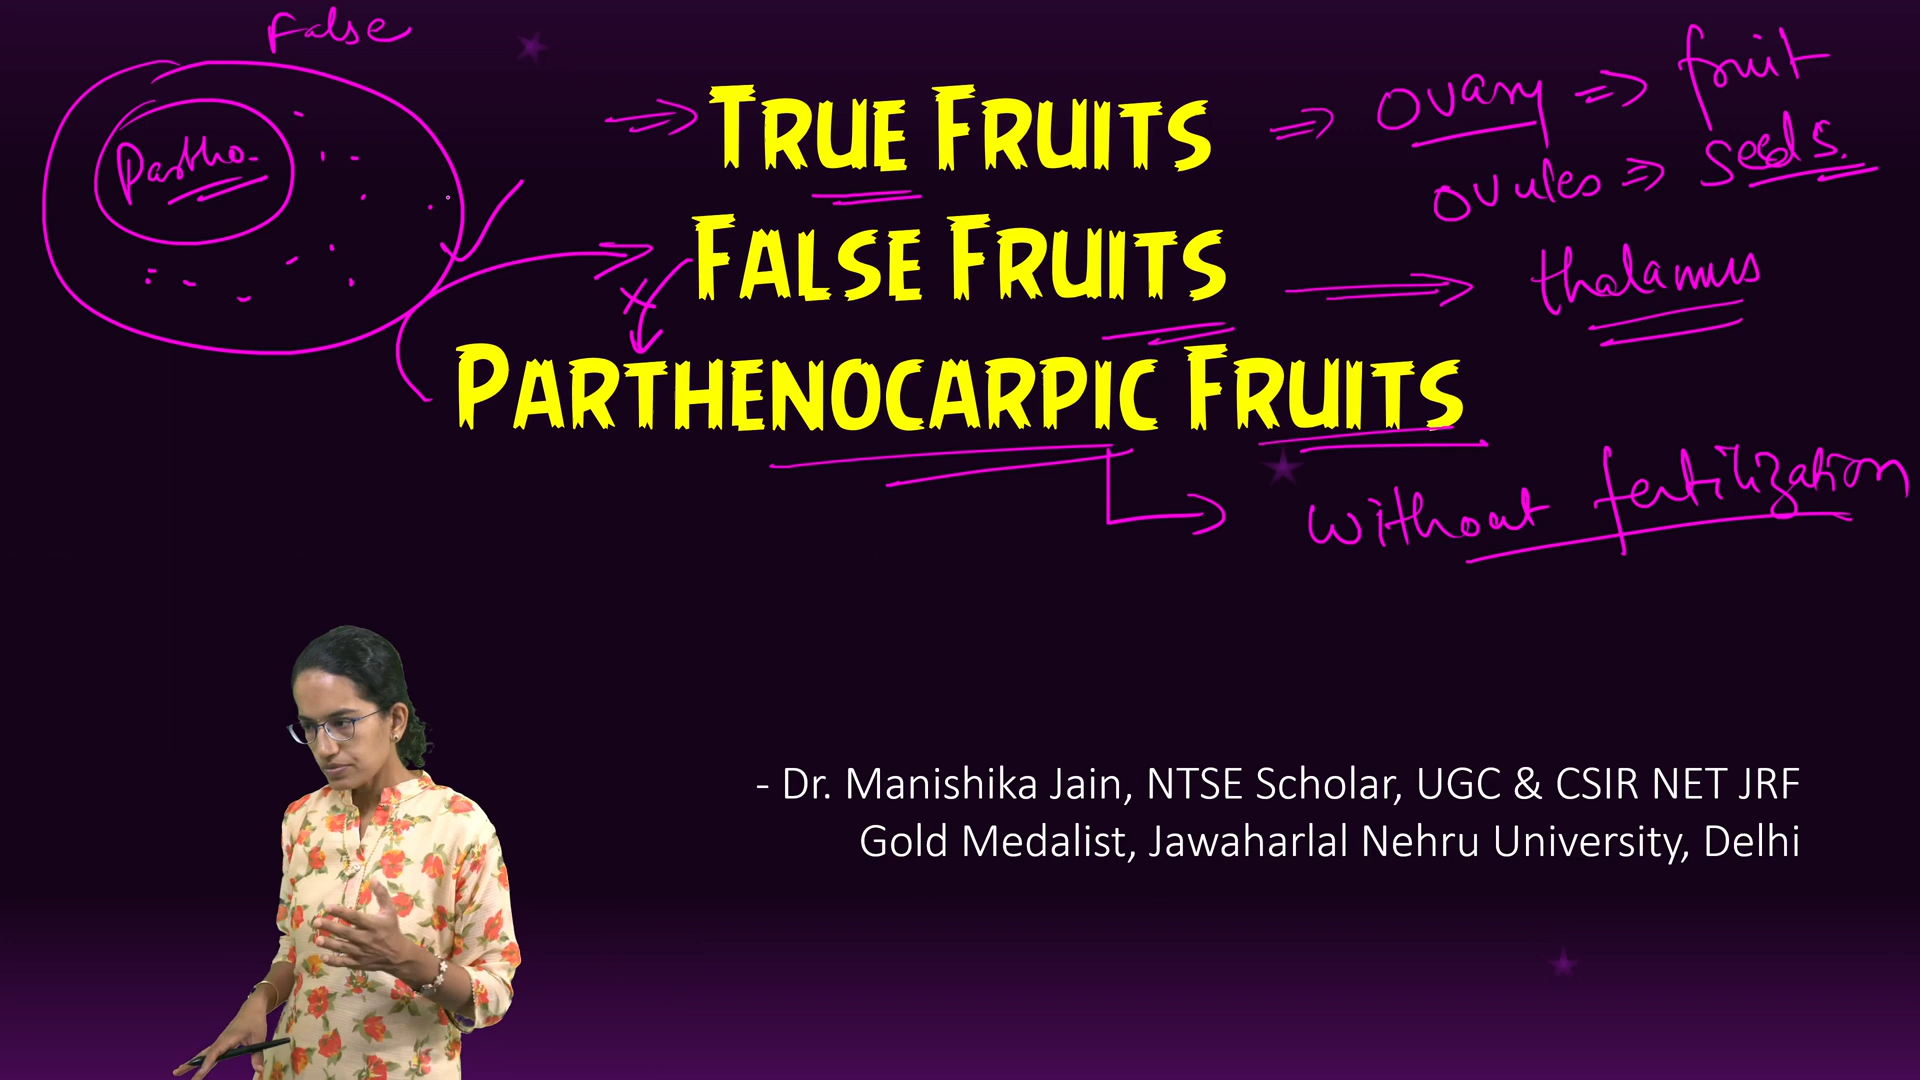 False
Partho-
TRUE FRUITS
⇒ ovary ⇒ fruit
ovules ⇒ seeds.
FALSE FRUITS
thalamus
PARTHENOCARPIC FRUITS
without fertilization
- Dr. Manishika Jain, NTSE Scholar, UGC & CSIR NET JRF
Gold Medalist, Jawaharlal Nehru University, Delhi